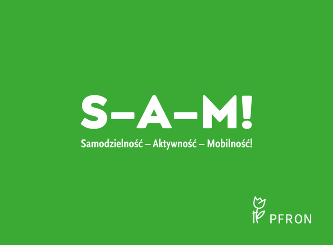 S–A–M!
Samodzielność – Aktywność – Mobilność!
PFRON